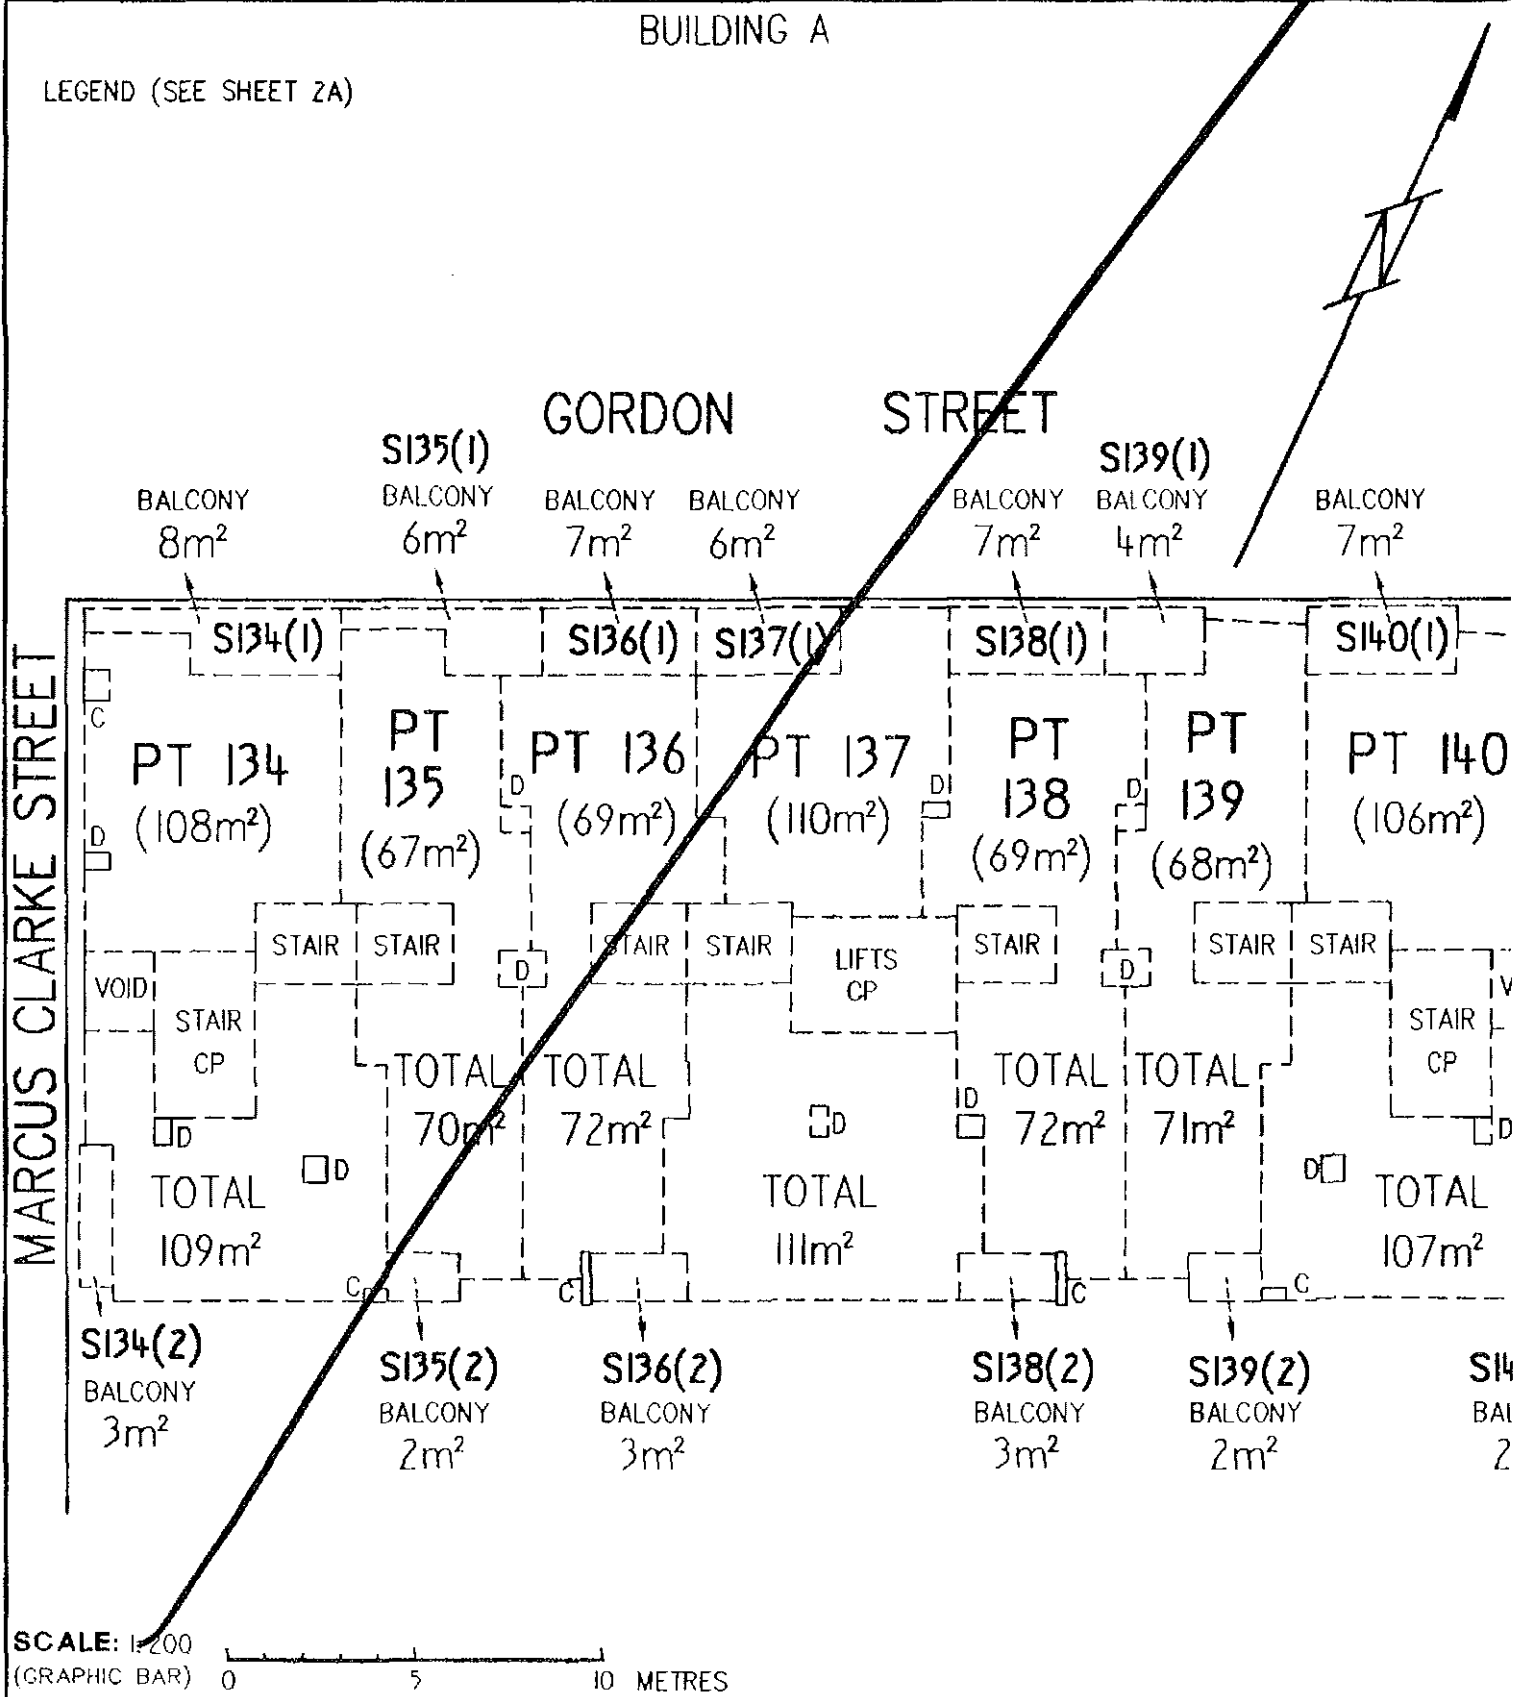 BUILDING A
LEGEND (SEE SHEET 2A)
GORDON STREET
S135(1) S139(1)
BALCONY BALCONY BALCONY BALCONY BALCONY BALCONY BALCONY
8m² 6m² 7m² 6m² 7m² 4m² 7m²
S134(1) S136(1) S137(1) S138(1) S140(1)
MARCUS CLARKE STREET
C
PT 134
(108m²)
D
PT
135
(67m²)
D
PT 136
(69m²)
PT 137
(110m²)
D
PT
138
(69m²)
D
PT
139
(68m²)
PT 140
(106m²)
STAIR STAIR STAIR STAIR STAIR STAIR STAIR
D D
LIFTS
CP
VOID
STAIR
CP
V
STAIR
CP
TOTAL TOTAL TOTAL TOTAL
70m² 72m² 72m² 71m²
D D D D
D D
TOTAL TOTAL TOTAL
109m² 111m² 107m²
C C C C
S134(2)
BALCONY
3m²
S135(2)
BALCONY
2m²
S136(2)
BALCONY
3m²
S138(2)
BALCONY
3m²
S139(2)
BALCONY
2m²
S14
BAL
2
SCALE: 1:200
(GRAPHIC BAR) 0 5 10 METRES